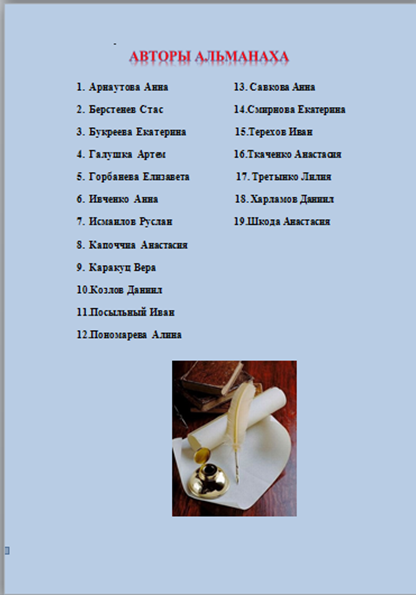 АВТОРЫ АЛЬМАНАХА
1. Арнаутова Анна
2. Берстенев Стас
3. Букреева Екатерина
4. Галушка Артем
5. Горбанева Елизавета
6. Ивченко Анна
7. Исмаилов Руслан
8. Капоччиа Анастасия
9. Каракуц Вера
10.Козлов Даниил
11.Посыльный Иван
12.Пономарева Алина
13. Савкова Анна
14.Смирнова Екатерина
15.Терехов Иван
16.Ткаченко Анастасия
17. Третынко Лилия
18. Харламов Даниил
19.Шкода Анастасия